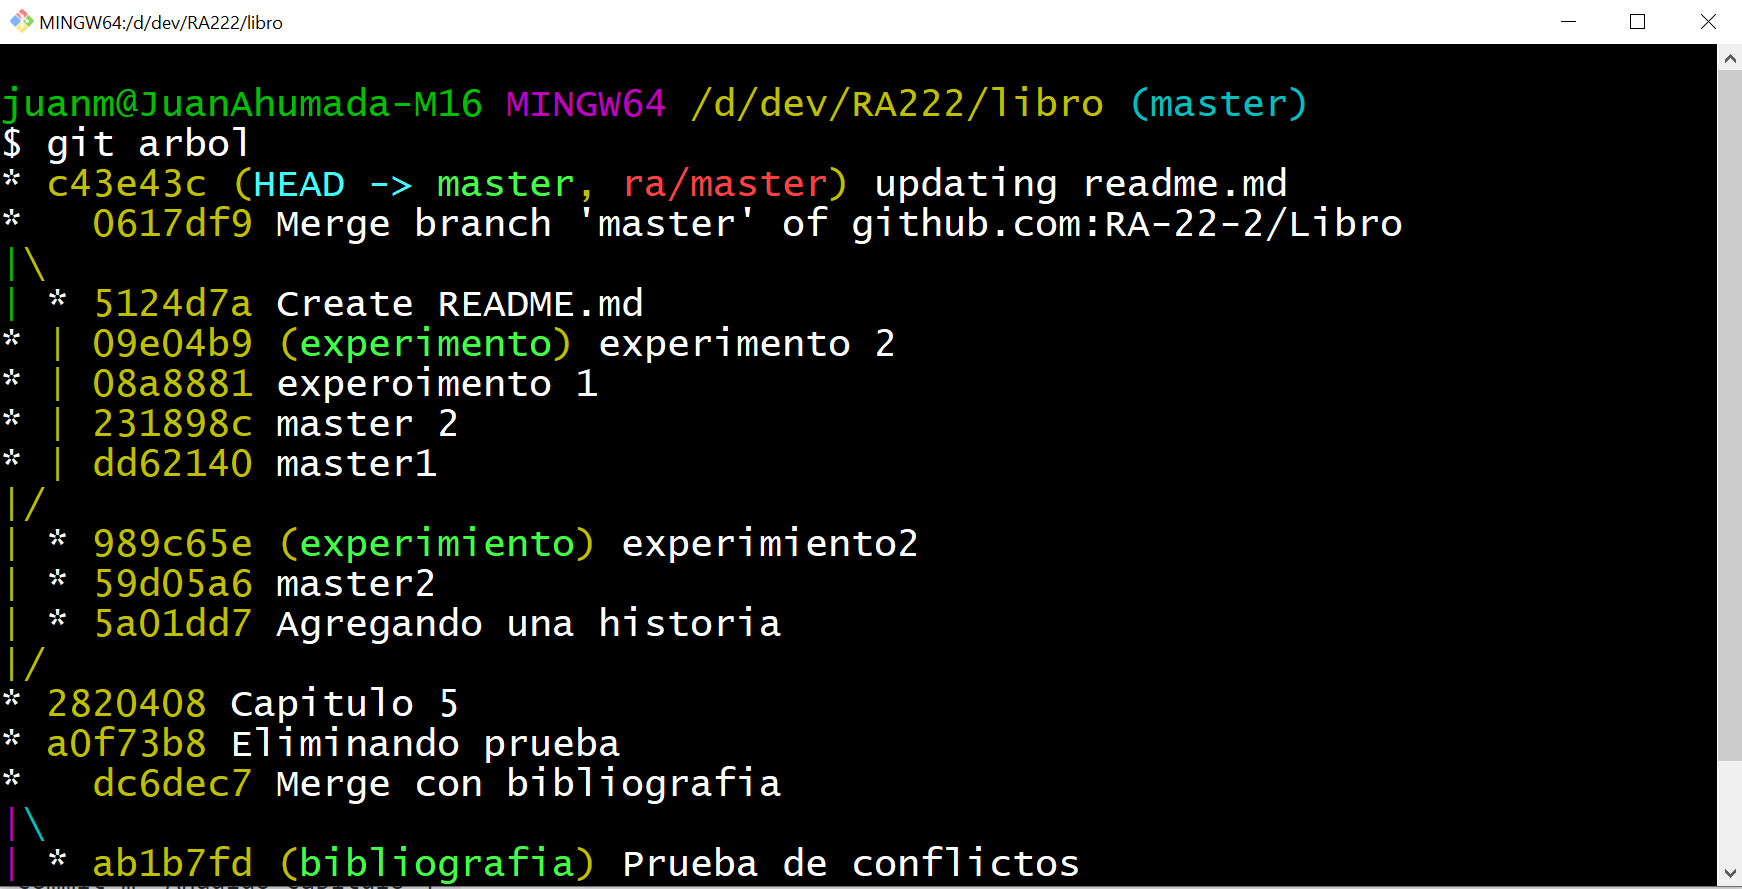 MINGW64:/d/dev/RA222/libro
juanm@JuanAhumada-M16 MINGW64 /d/dev/RA222/libro (master)
$ git arbol
* c43e43c (HEAD -> master, ra/master) updating readme.md
*   0617df9 Merge branch 'master' of github.com:RA-22-2/Libro
|\
| * 5124d7a Create README.md
* | 09e04b9 (experimento) experimento 2
* | 08a8881 experoimento 1
* | 231898c master 2
* | dd62140 master1
|/
| * 989c65e (experimiento) experimiento2
| * 59d05a6 master2
| * 5a01dd7 Agregando una historia
|/
* 2820408 Capitulo 5
* a0f73b8 Eliminando prueba
*   dc6dec7 Merge con bibliografia
|\
| * ab1b7fd (bibliografia) Prueba de conflictos